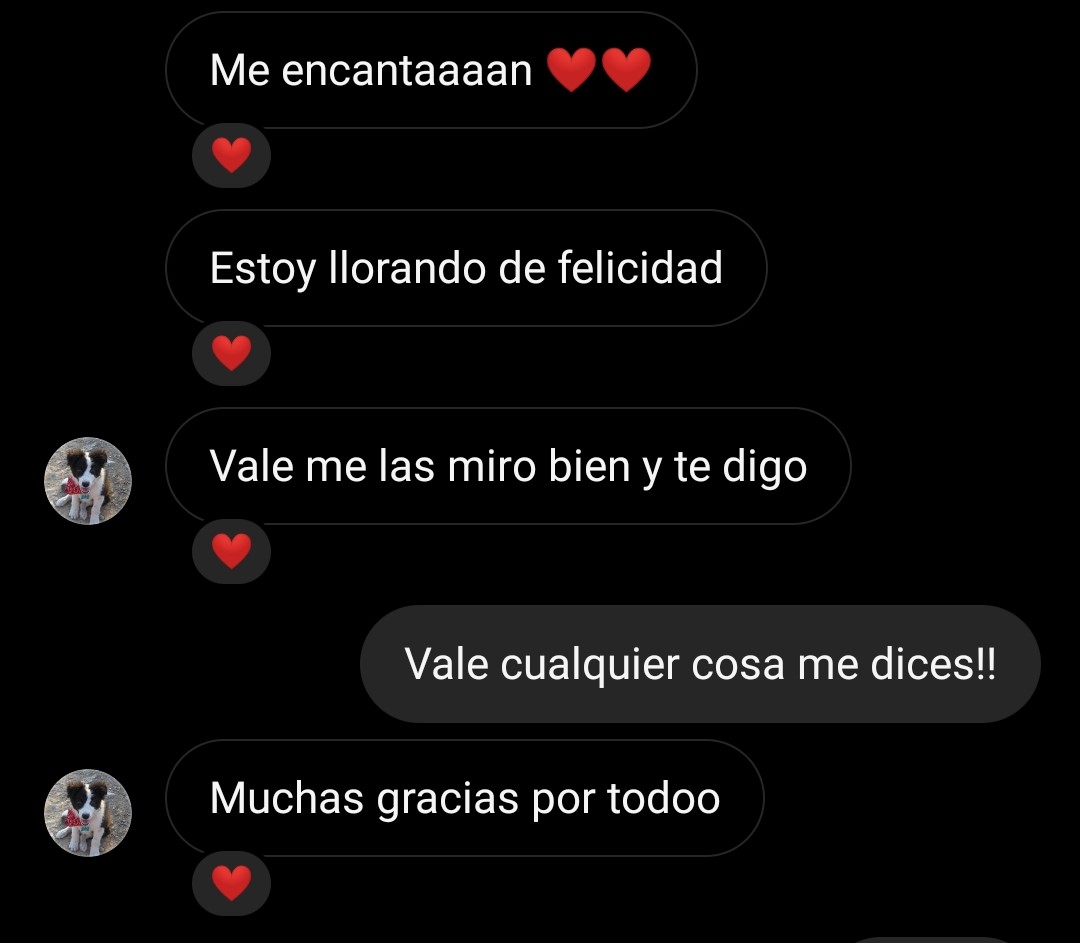 Me encantaaaan ❤️❤️
❤️
Estoy llorando de felicidad
❤️
Vale me las miro bien y te digo
❤️
Vale cualquier cosa me dices!!
Muchas gracias por todoo
❤️